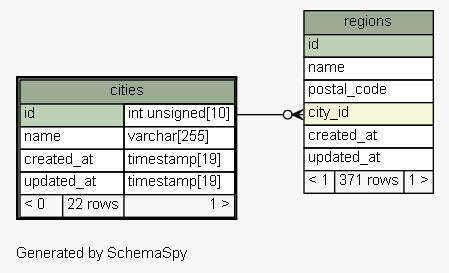 cities
id int unsigned[10]
name varchar[255]
created_at timestamp[19]
updated_at timestamp[19]
< 0 22 rows 1 >
regions
id
name
postal_code
city_id
created_at
updated_at
< 1 371 rows 1 >
Generated by SchemaSpy